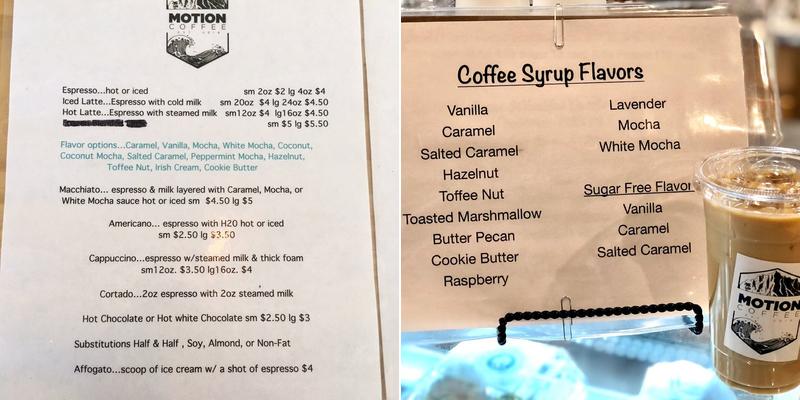 MOTION
COFFEE
Espresso...hot or iced sm 2oz $2 lg 4oz $4
Iced Latte...Espresso with cold milk sm 20oz $4 lg 24oz $4.50
Hot Latte...Espresso with steamed milk sm12oz $4 lg16oz $4.50
sm $5 lg $5.50
Flavor options...Caramel, Vanilla, Mocha, White Mocha, Coconut,
Coconut Mocha, Salted Caramel, Peppermint Mocha, Hazelnut,
Toffee Nut, Irish Cream, Cookie Butter
Macchiato... espresso & milk layered with Caramel, Mocha, or
White Mocha sauce hot or iced sm $4.50 lg $5
Americano... espresso with H20 hot or iced
sm $2.50 lg $3.50
Cappuccino...espresso w/steamed milk & thick foam
sm12oz. $3.50 lg16oz. $4
Cortado...2oz espresso with 2oz steamed milk
Hot Chocolate or Hot white Chocolate sm $2.50 lg $3
Substitutions Half & Half , Soy, Almond, or Non-Fat
Affogato...scoop of ice cream w/ a shot of espresso $4
Coffee Syrup Flavors
Vanilla
Caramel
Salted Caramel
Hazelnut
Toffee Nut
Toasted Marshmallow
Butter Pecan
Cookie Butter
Raspberry
Lavender
Mocha
White Mocha
Sugar Free Flavor
Vanilla
Caramel
Salted Caramel
MOTION
COFFEE